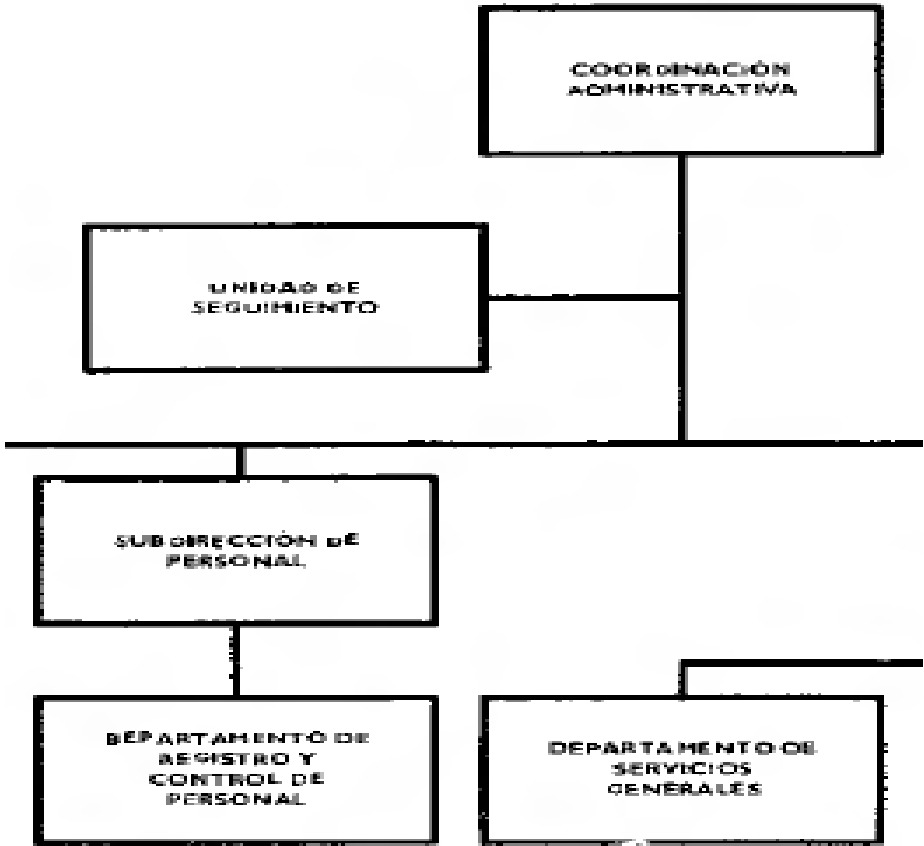 COORDINACIÓN
ADMINISTRATIVA
UNIDAD DE
SEGUIMIENTO
SUBDIRECCIÓN DE
PERSONAL
DEPARTAMENTO DE
REGISTRO Y
CONTROL DE
PERSONAL
DEPARTAMENTO DE
SERVICIOS
GENERALES